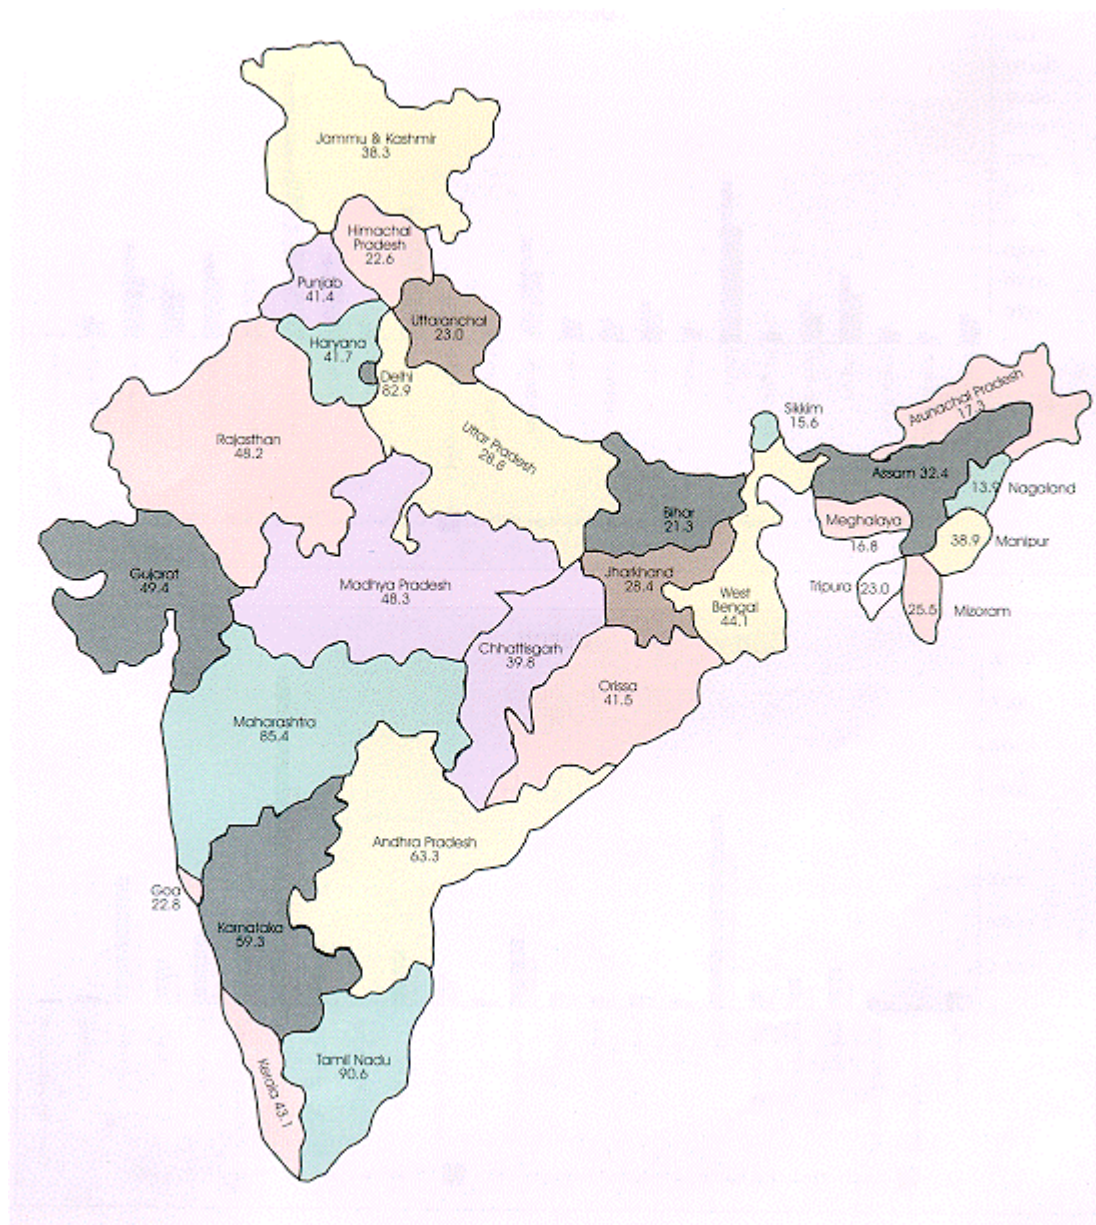 Jammu & Kashmir
38.3
Himachal
Pradesh
22.6
Punjab
41.4
Uttaranchal
23.0
Haryana
41.7
Delhi
82.9
Rajasthan
48.2
Uttar Pradesh
28.8
Sikkim
15.6
Arunachal Pradesh
17.3
Assam 32.4
13.9 Nagaland
Bihar
21.3
Meghalaya
16.8
38.9 Manipur
Gujarat
49.4
Madhya Pradesh
48.3
Jharkhand
28.4
West
Bengal
44.1
Tripura 23.0
25.5 Mizoram
Chhattisgarh
39.8
Orissa
41.5
Maharashtra
85.4
Andhra Pradesh
63.3
Goa
22.8
Karnataka
59.3
Tamil Nadu
90.6
Kerala 43.1